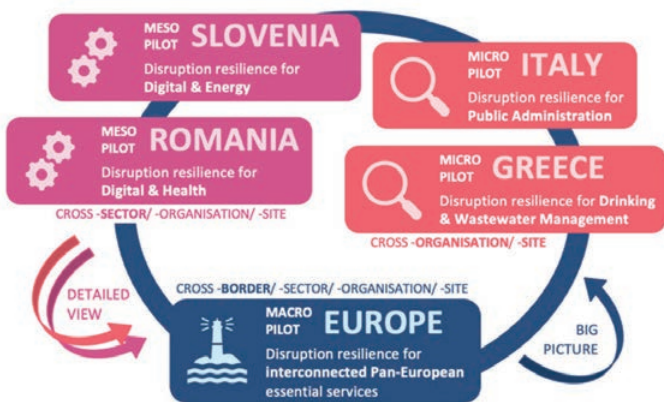 MESO
PILOT SLOVENIA
Disruption resilience for
Digital & Energy
MESO
PILOT ROMANIA
Disruption resilience for
Digital & Health
CROSS -SECTOR/ -ORGANISATION/ -SITE
MICRO
PILOT ITALY
Disruption resilience for
Public Administration
MICRO
PILOT GREECE
Disruption resilience for Drinking
& Wastewater Management
CROSS -ORGANISATION/ -SITE
DETAILED
VIEW
CROSS -BORDER/ -SECTOR/ -ORGANISATION/ -SITE
MACRO
PILOT EUROPE
Disruption resilience for
interconnected Pan-European
essential services
BIG
PICTURE